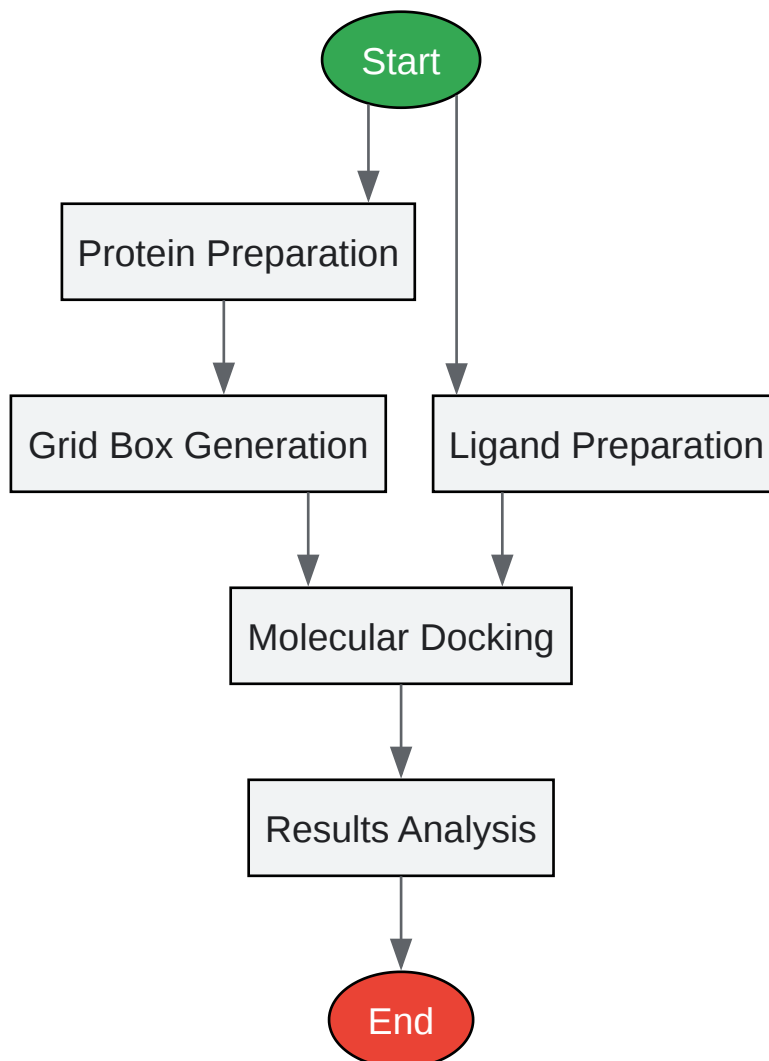 Start
Protein Preparation
Grid Box Generation
Ligand Preparation
Molecular Docking
Results Analysis
End